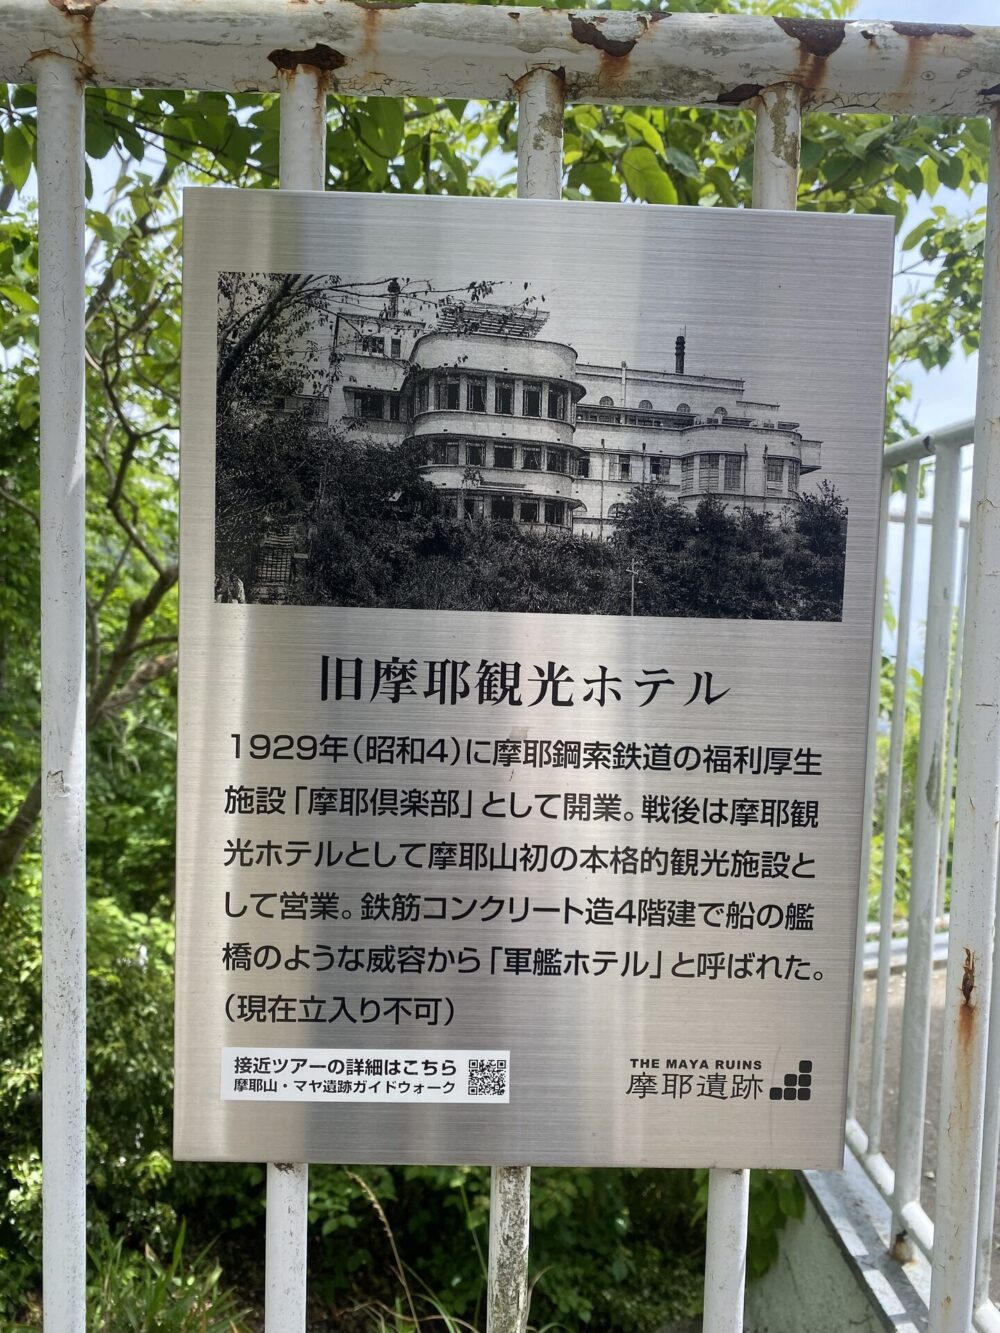 旧摩耶観光ホテル
1929年(昭和4)に摩耶鋼索鉄道の福利厚生
施設「摩耶倶楽部」として開業。戦後は摩耶観
光ホテルとして摩耶山初の本格的観光施設と
して営業。鉄筋コンクリート造4階建で船の艦
橋のような威容から「軍艦ホテル」と呼ばれた。
(現在立入り不可)
接近ツアーの詳細はこちら
摩耶山・マヤ遺跡ガイドウォーク
THE MAYA RUINS
摩耶遺跡